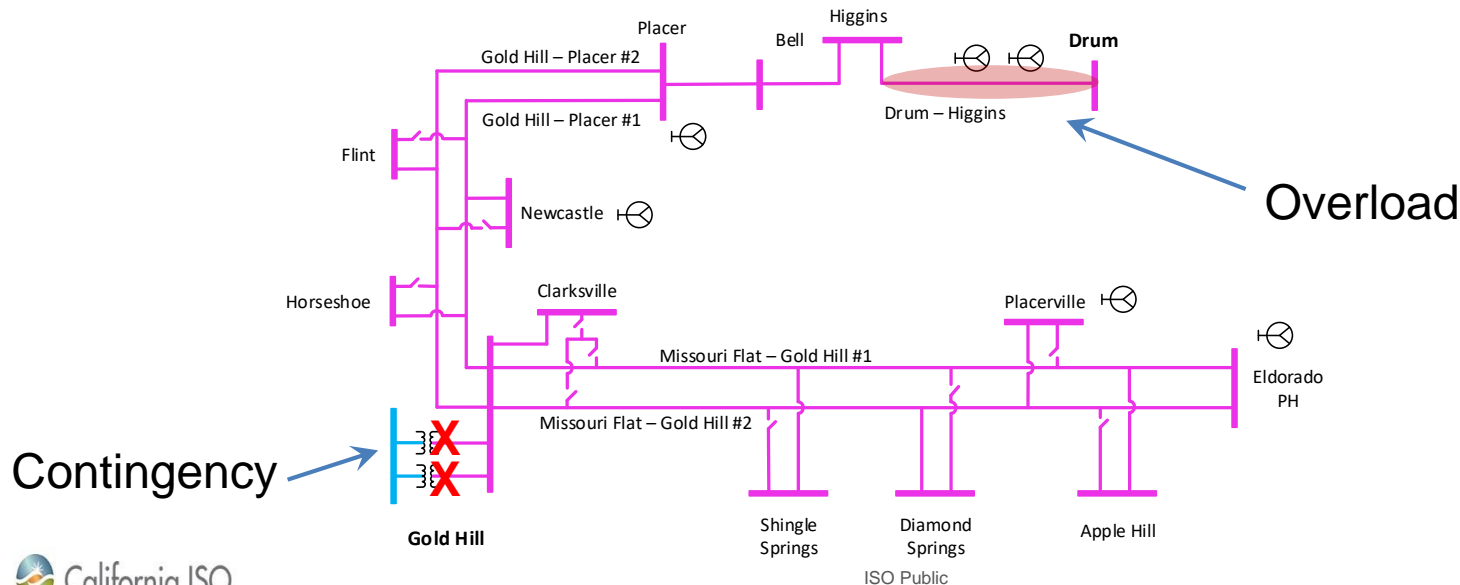 Higgins
Placer
Bell
Drum
Gold Hill – Placer #2
Gold Hill – Placer #1
Drum – Higgins
Flint
Overload
Newcastle
Horseshoe
Clarksville
Placerville
Missouri Flat – Gold Hill #1
Eldorado
PH
Missouri Flat – Gold Hill #2
X
X
Contingency
Gold Hill
Shingle
Springs
Diamond
Springs
Apple Hill
California ISO
ISO Public